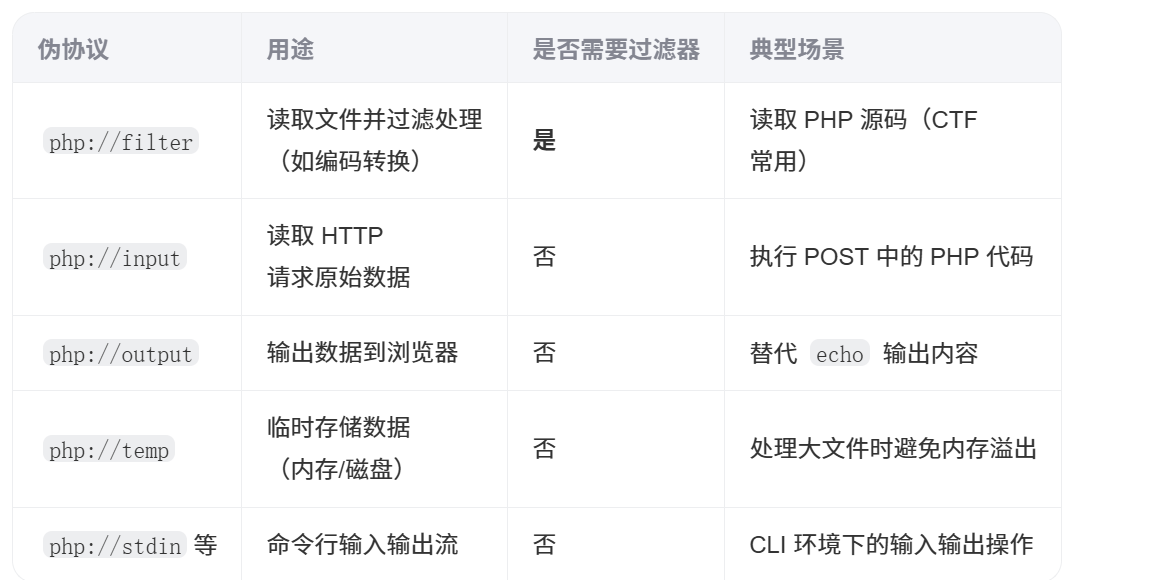 伪协议 用途 是否需要过滤器 典型场景
php://filter 读取文件并过滤处理 是 读取 PHP 源码（CTF
（如编码转换） 常用）
php://input 读取 HTTP 否 执行 POST 中的 PHP 代码
请求原始数据
php://output 输出数据到浏览器 否 替代 echo 输出内容
php://temp 临时存储数据 否 处理大文件时避免内存溢出
（内存/磁盘）
php://stdin 等 命令行输入输出流 否 CLI 环境下的输入输出操作